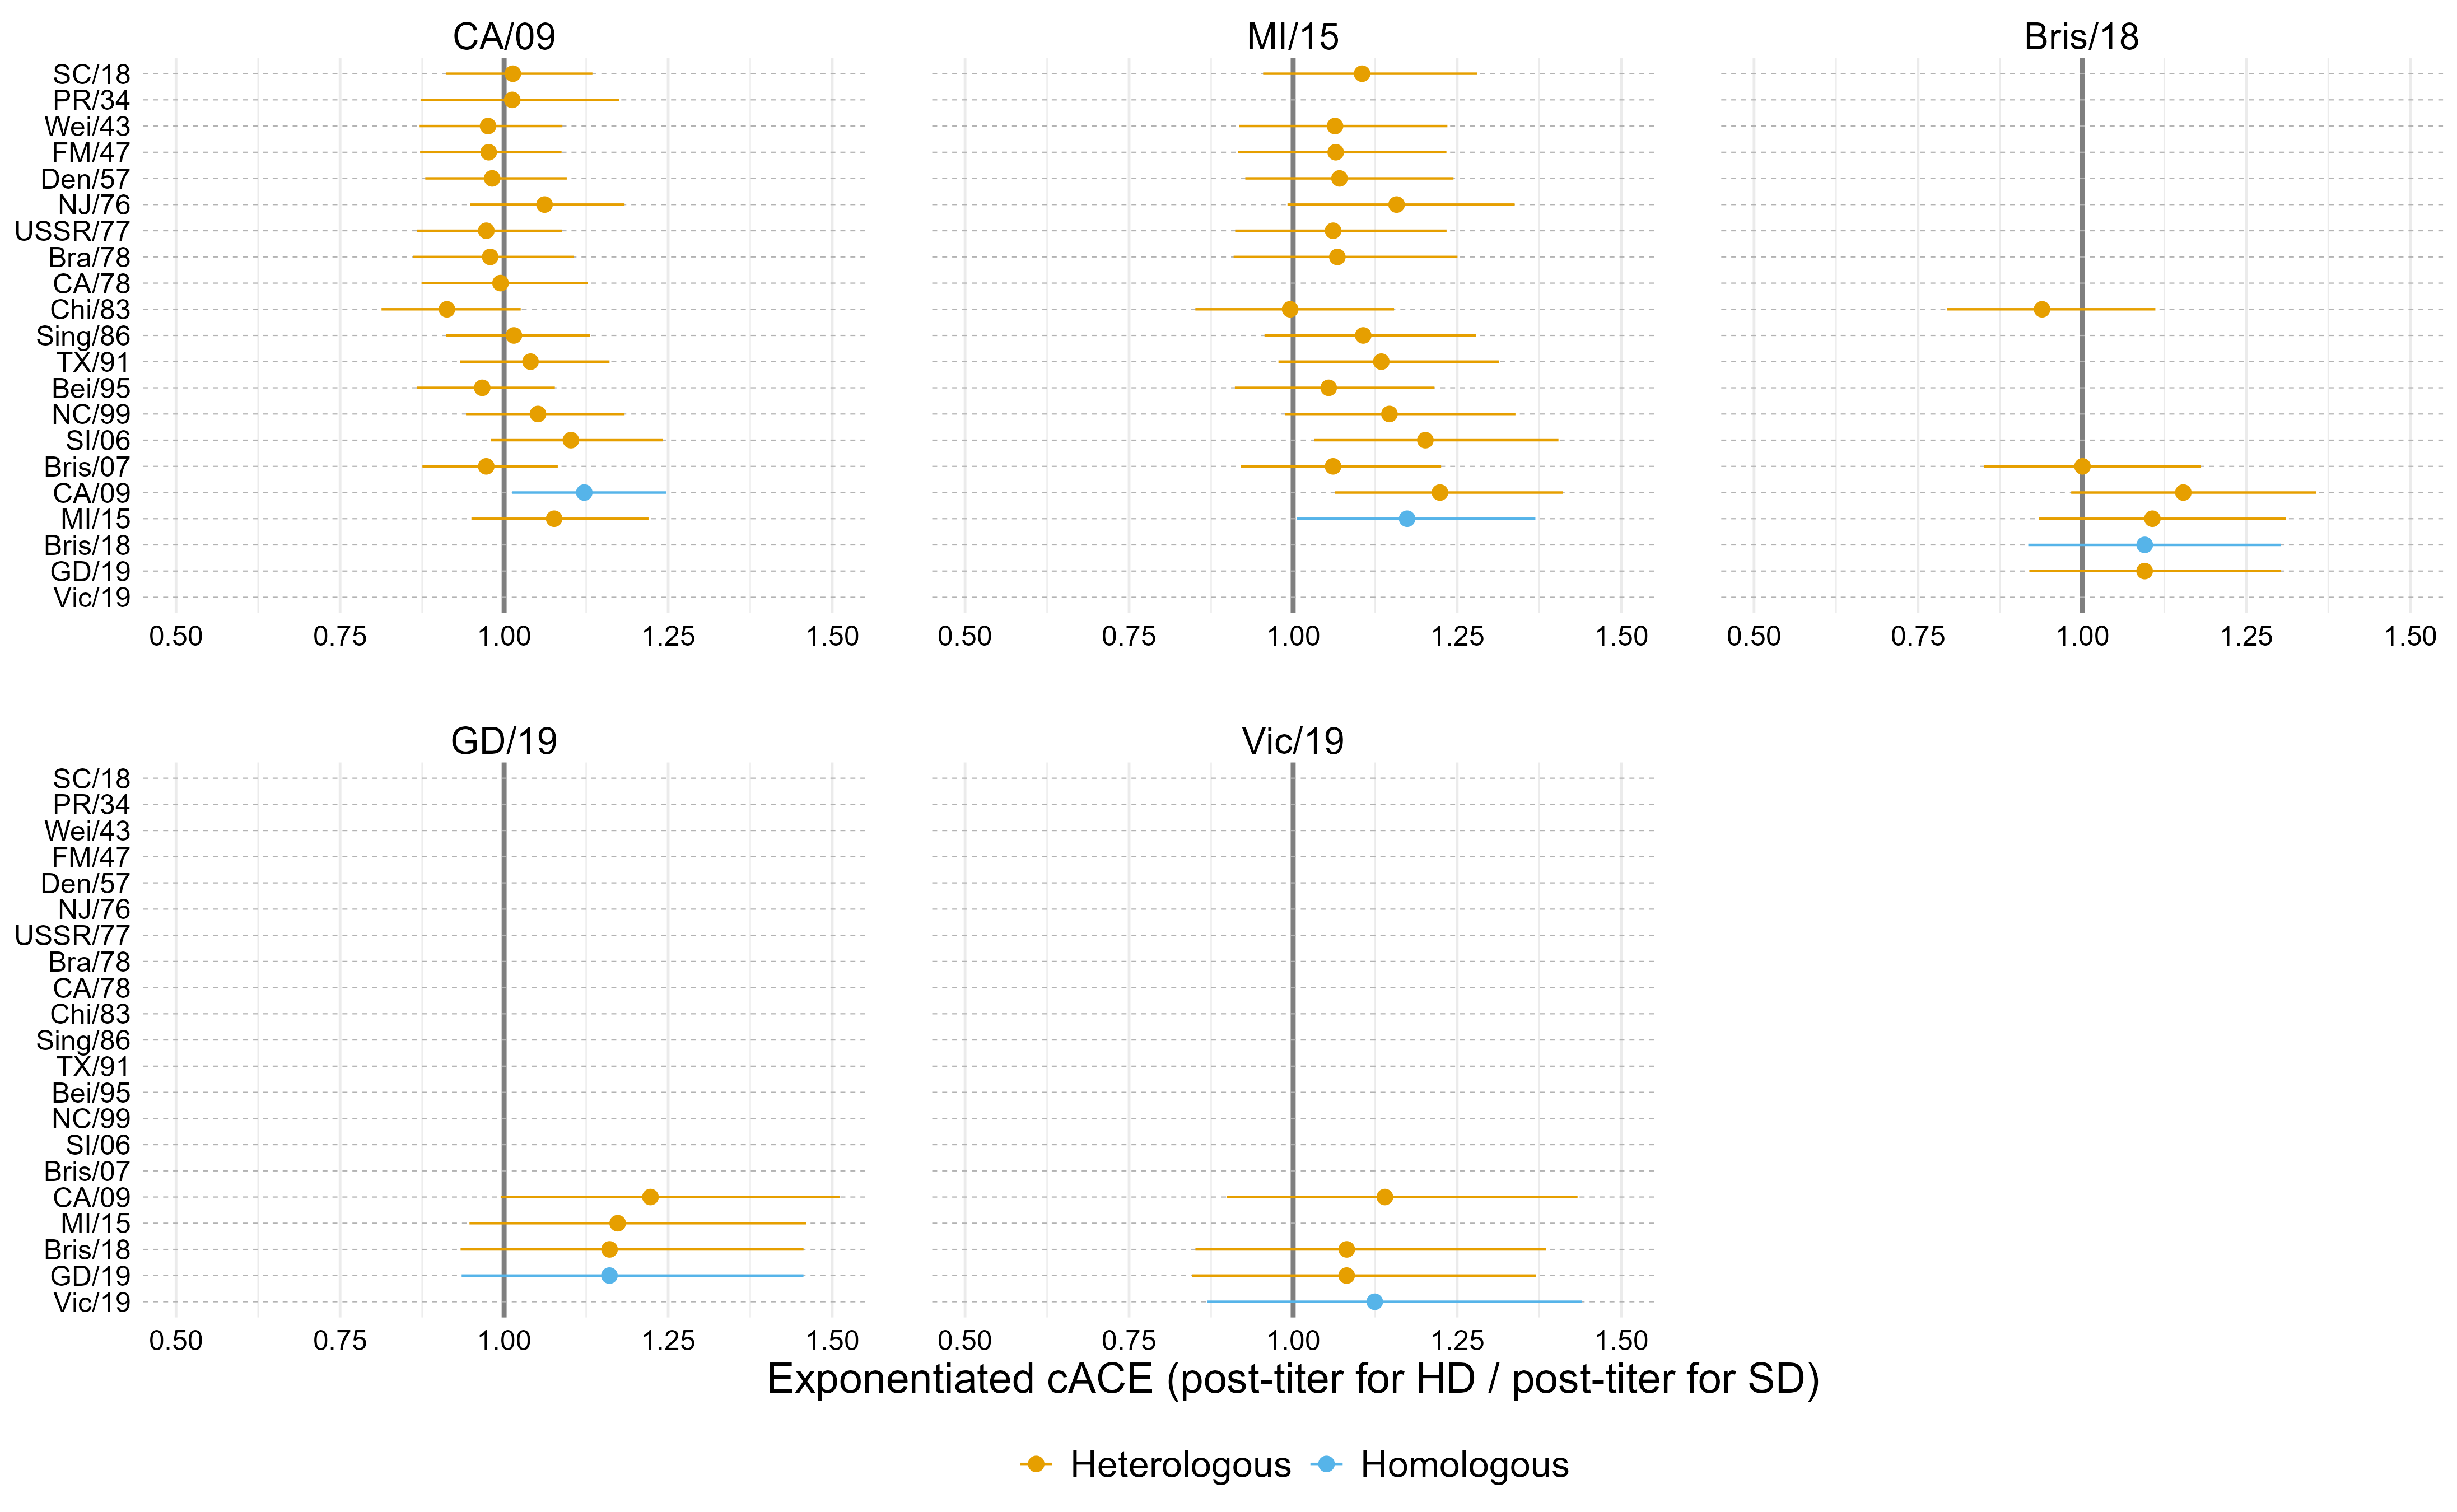 CA/09 MI/15 Bris/18
SC/18
PR/34
Wei/43
FM/47
Den/57
NJ/76
USSR/77
Bra/78
CA/78
Chi/83
Sing/86
TX/91
Bei/95
NC/99
SI/06
Bris/07
CA/09
MI/15
Bris/18
GD/19
Vic/19
0.50 0.75 1.00 1.25 1.50 0.50 0.75 1.00 1.25 1.50 0.50 0.75 1.00 1.25 1.50
GD/19 Vic/19
SC/18
PR/34
Wei/43
FM/47
Den/57
NJ/76
USSR/77
Bra/78
CA/78
Chi/83
Sing/86
TX/91
Bei/95
NC/99
SI/06
Bris/07
CA/09
MI/15
Bris/18
GD/19
Vic/19
0.50 0.75 1.00 1.25 1.50 0.50 0.75 1.00 1.25 1.50
Exponentiated cACE (post-titer for HD / post-titer for SD)
Heterologous Homologous